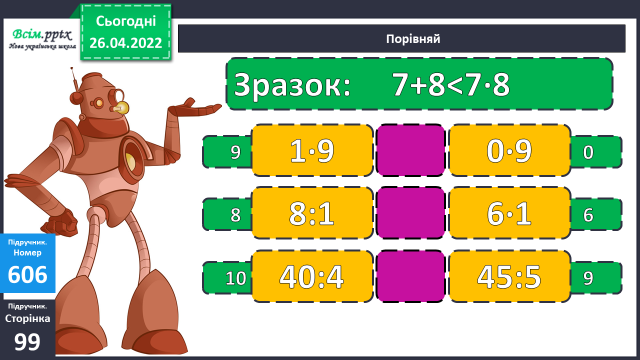 Всім.pptx
Нова українська школа
Сьогодні
26.04.2022
Порівняй
Зразок: 7+8<7·8
9 1·9 0·9 0
8 8:1 6·1 6
10 40:4 45:5 9
Підручник.
Номер
606
Підручник.
Сторінка
99